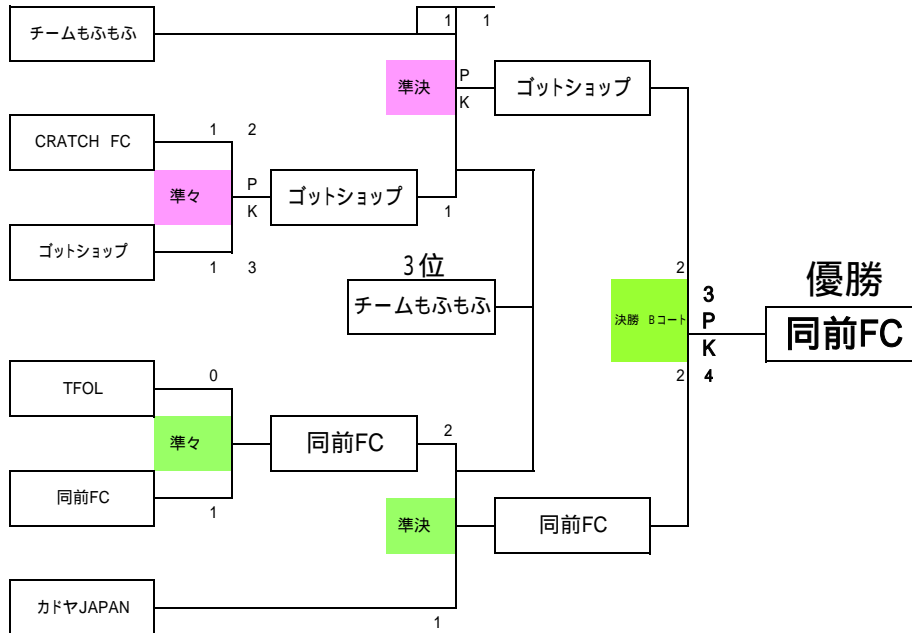 1 1
チームもふもふ
準決
P
K
ゴットショップ
CRATCH FC
1 2
準々
P
K
ゴットショップ
1
ゴットショップ
1 3
3位
チームもふもふ
2
決勝 Bコート
3
P
K
2 4
優勝
同前FC
TFOL
0
準々
同前FC
2
同前FC
1
準決
同前FC
カドヤJAPAN
1